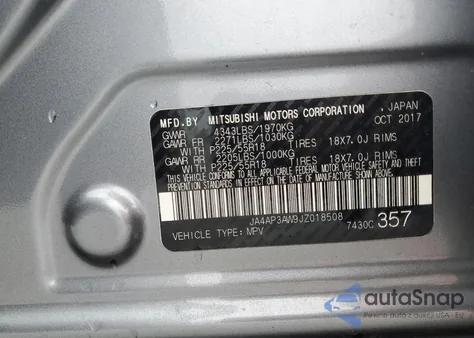 autoSnap
MFD.BY MITSUBISHI MOTORS CORPORATION JAPAN
GVWR 4343LBS/1970KG OCT 2017
GAWR FR 2271LBS/1030KG
WITH P225/55R18 TIRES 18X7.0J RIMS
GAWR RR 2205LBS/1000KG
WITH P225/55R18 TIRES 18X7.0J RIMS
THIS VEHICLE CONFORMS TO ALL APPLICABLE FEDERAL MOTOR VEHICLE SAFETY AND THEFT
PREVENTION STANDARDS IN EFFECT ON THE DATE OF MANUFACTURE SHOWN ABOVE.
JA4AP3AW9JZ018508
VEHICLE TYPE: MPV 7430C 357
autoSnap